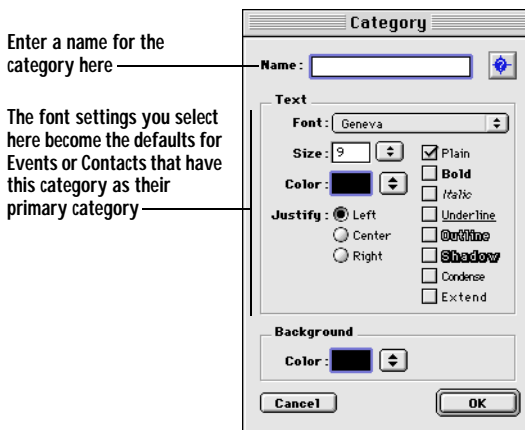 Category
Enter a name for the
category here
Name:
The font settings you select
here become the defaults for
Events or Contacts that have
this category as their
primary category
Text
Font: Geneva
Size: 9
Plain
Bold
Color:
Italic
Justify: Left
Underline
Center
Outline
Right
Shadow
Condense
Extend
Background
Color:
Cancel
OK